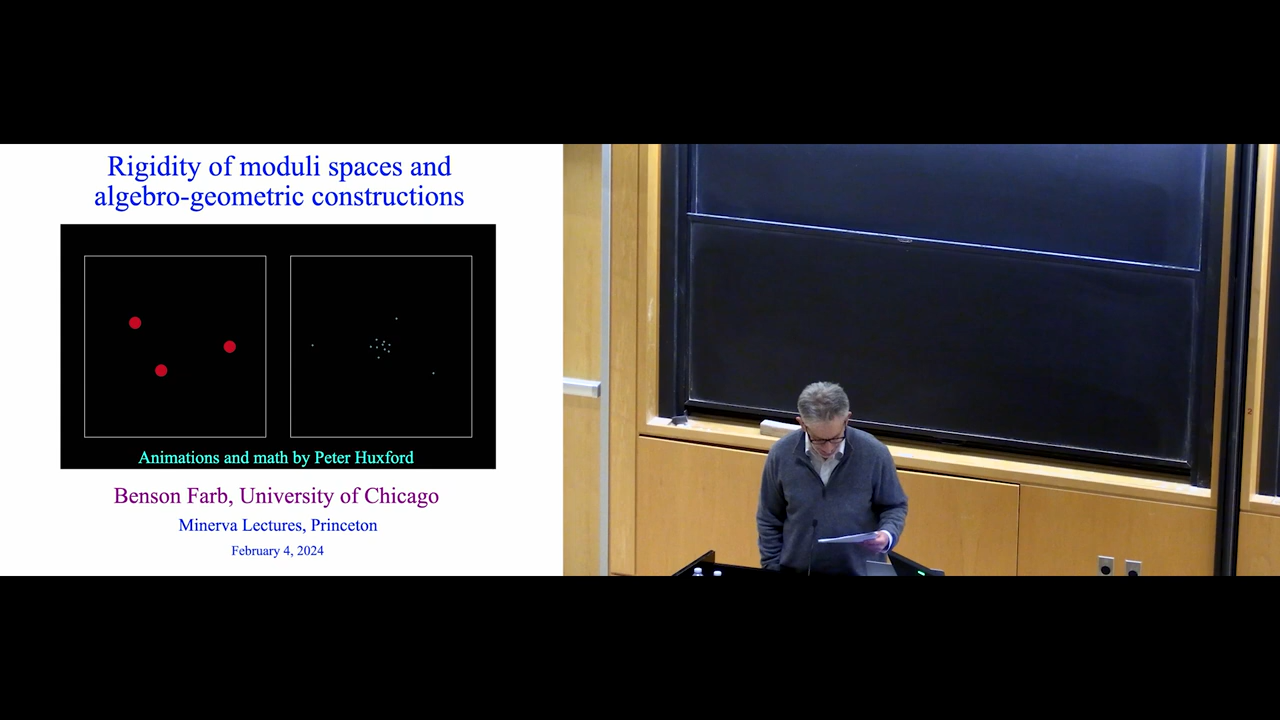 Rigidity of moduli spaces and
algebro-geometric constructions
Animations and math by Peter Huxford
Benson Farb, University of Chicago
Minerva Lectures, Princeton
February 4, 2024
2